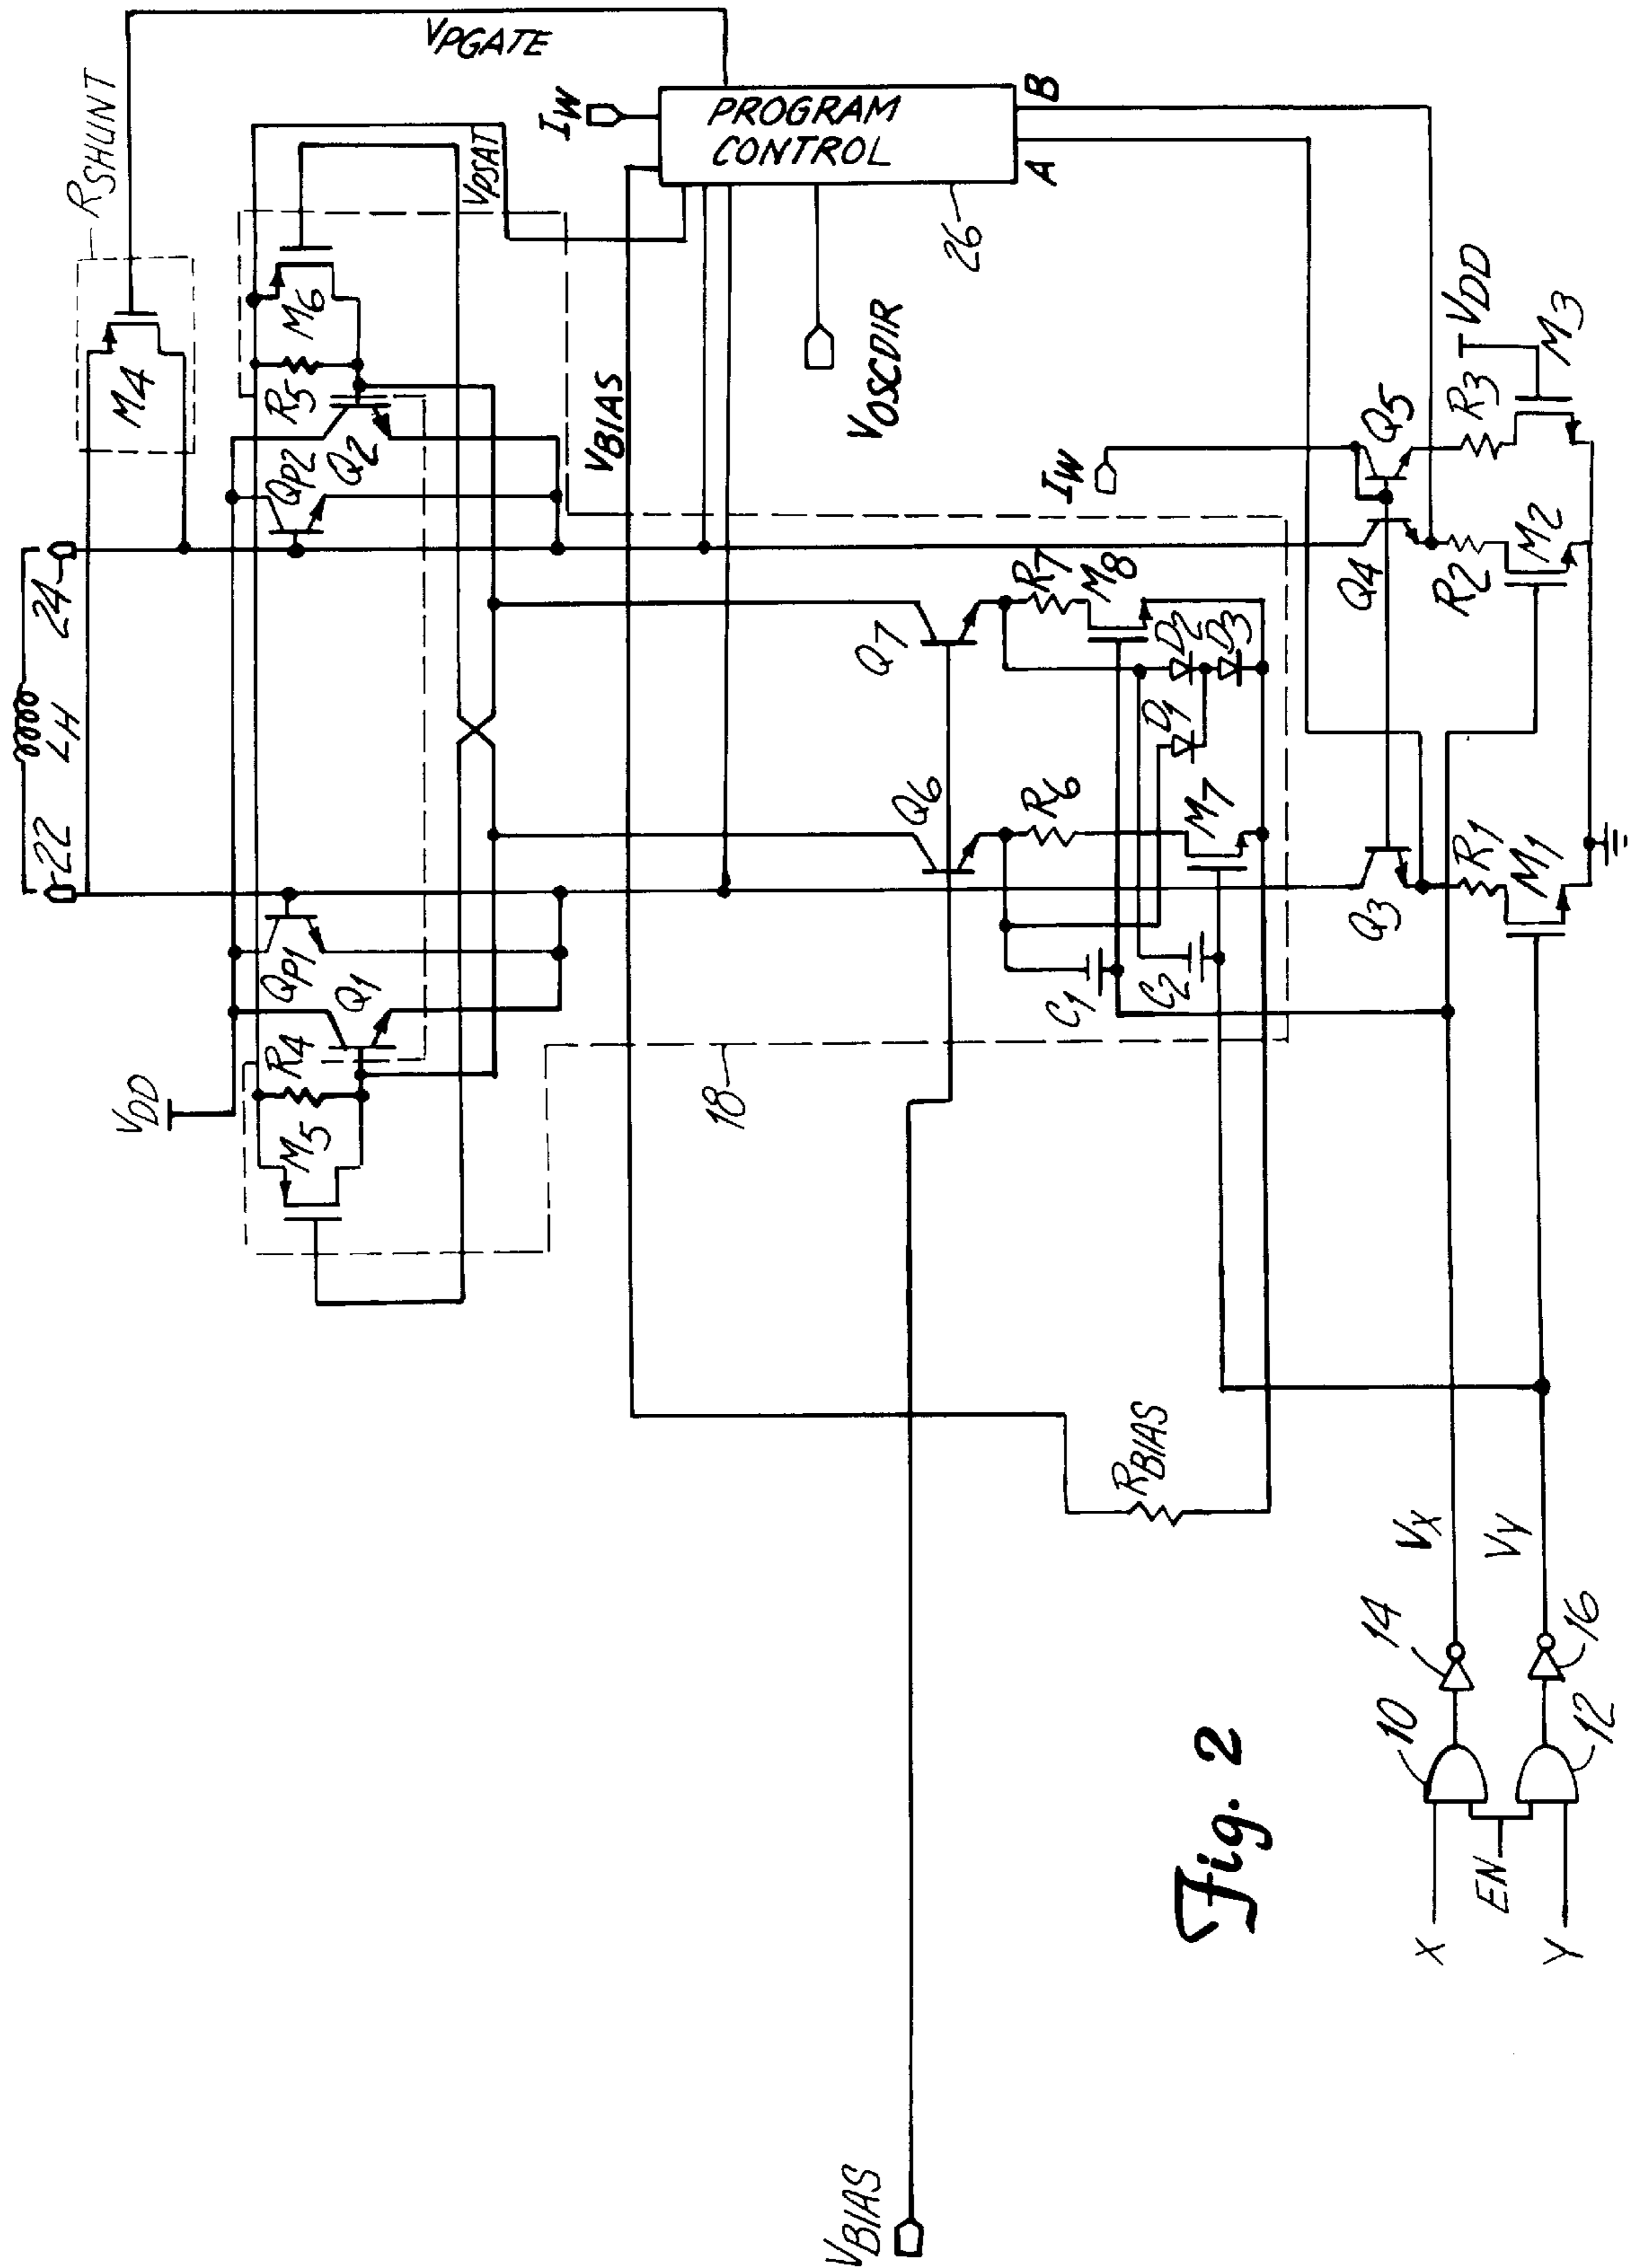 VPGATE
RSHUNT
IW
PROGRAM
CONTROL
B
A
VPSAT
26
M4
M6
R5
QP2
Q2
VBIAS
VOSCDIR
VDD
M3
R3
Q5
IW
24
LH
22
Q4
R2
M2
Q7
R7
M8
D2
D3
D1
Q6
R6
M7
Q3
R1
M1
QP1
Q1
R4
M5
VDD
C1
C2
18
RBIAS
VX
VY
14
16
10
12
X
EN
Y
Fig. 2
VBIAS